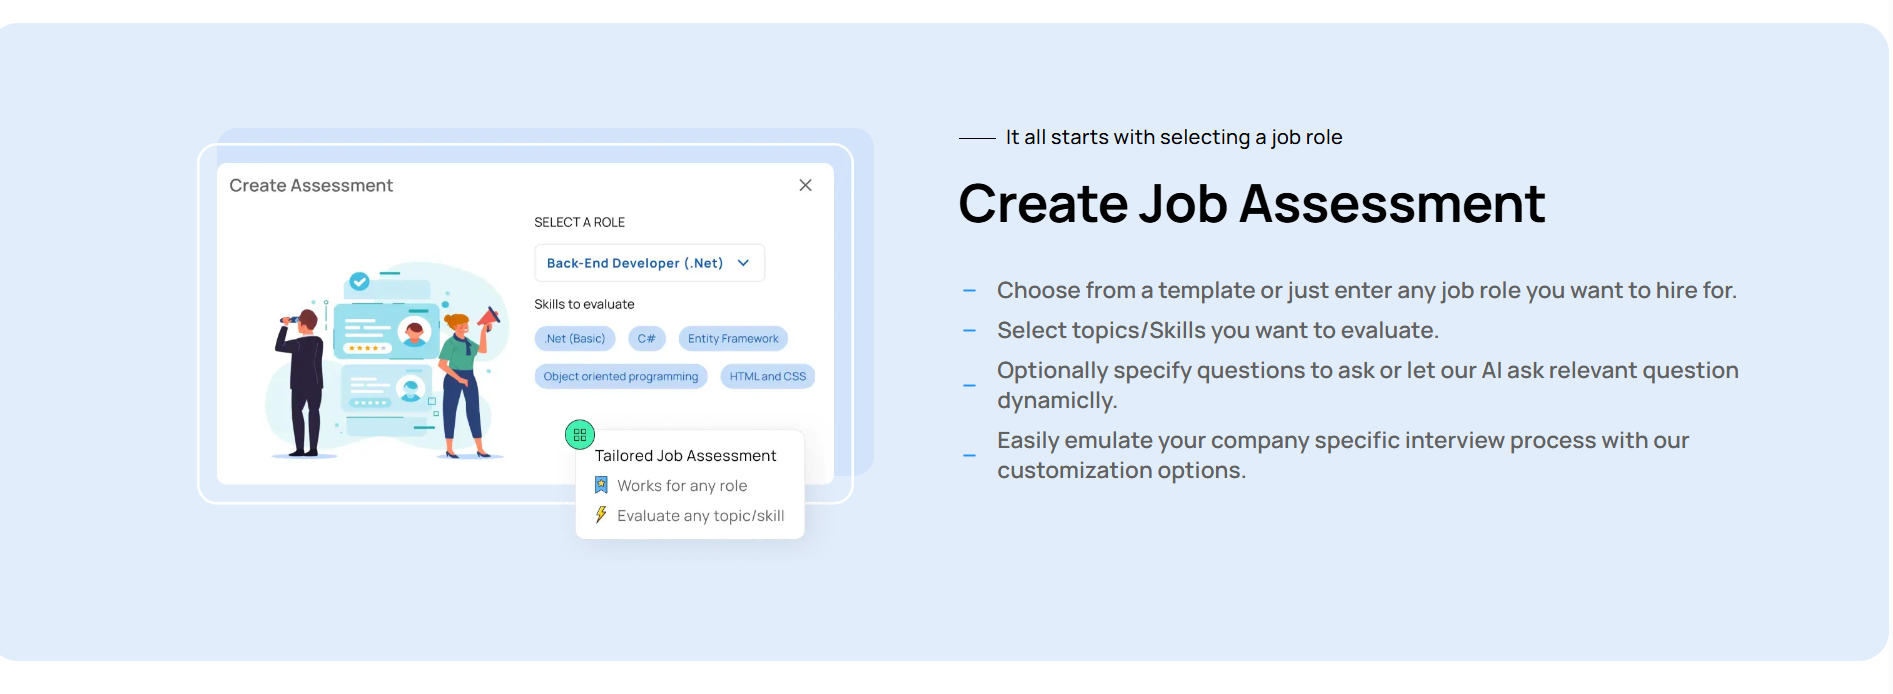 Create Assessment
SELECT A ROLE
Back-End Developer (.Net)
Skills to evaluate
.Net (Basic)
C#
Entity Framework
Object oriented programming
HTML and CSS
Tailored Job Assessment
Works for any role
Evaluate any topic/skill
It all starts with selecting a job role
Create Job Assessment
Choose from a template or just enter any job role you want to hire for.
Select topics/Skills you want to evaluate.
Optionally specify questions to ask or let our AI ask relevant question
dynamiclly.
Easily emulate your company specific interview process with our
customization options.